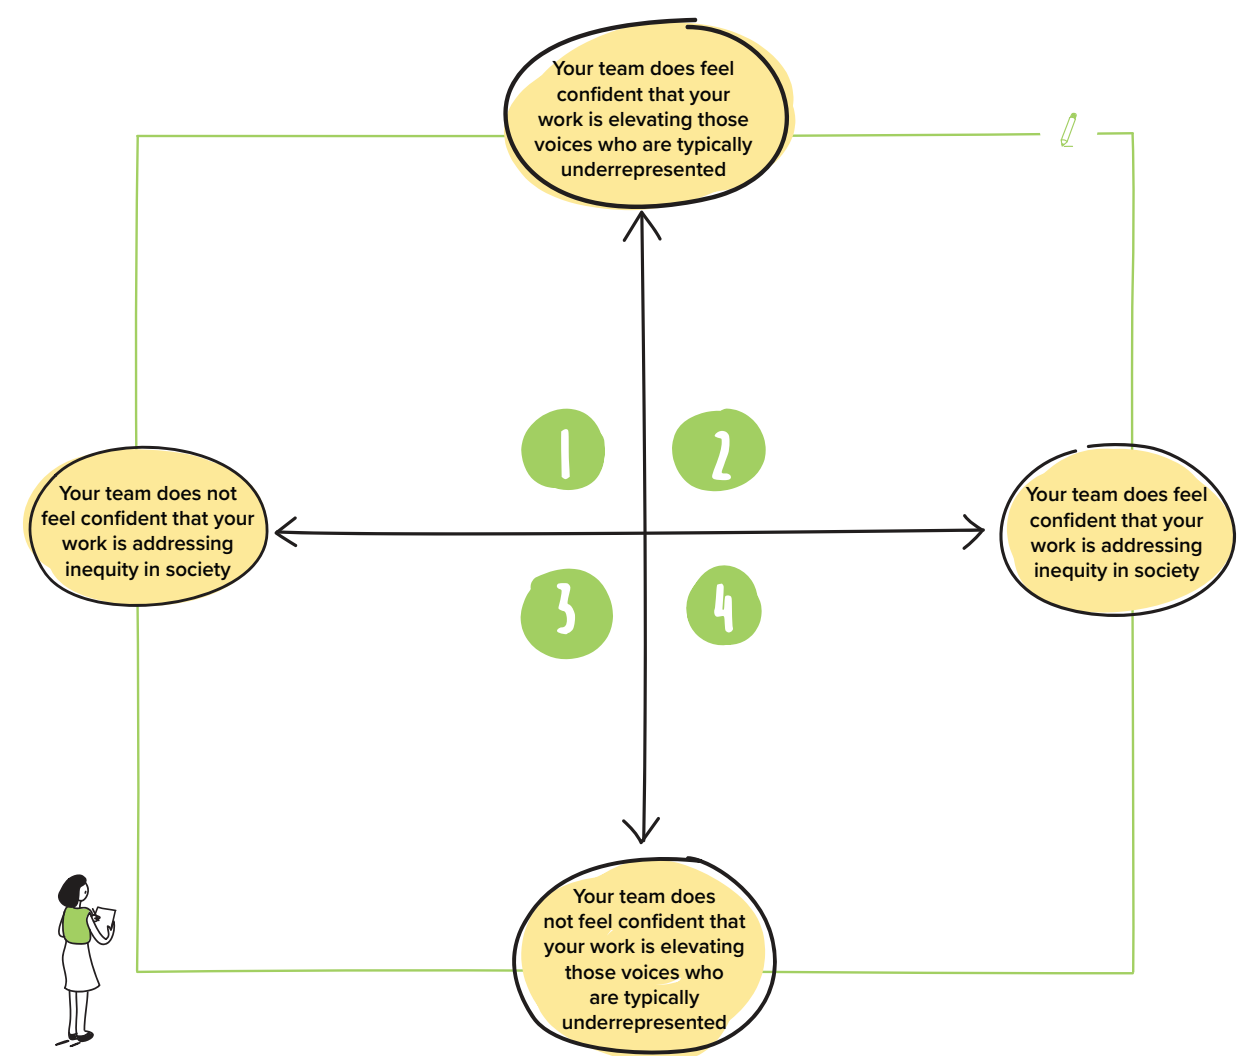 Your team does feel
confident that your
work is elevating those
voices who are typically
underrepresented
1
2
Your team does not
feel confident that your
work is addressing
inequity in society
Your team does feel
confident that your
work is addressing
inequity in society
3
4
Your team does
not feel confident that
your work is elevating
those voices who
are typically
underrepresented